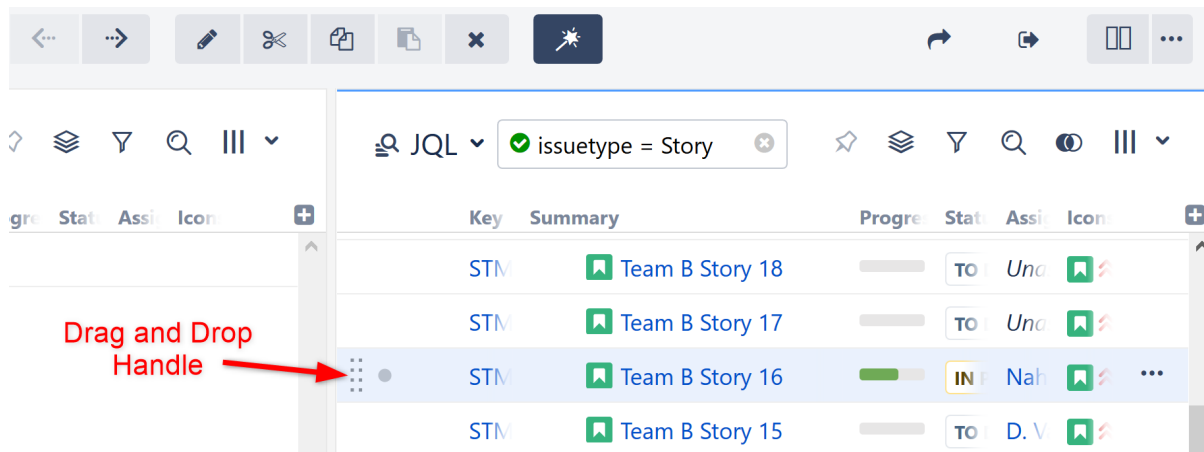 JQL issuetype = Story
gre Stat Assi Icon
Key Summary Progre Stat Assi Icon
STM Team B Story 18 TO Una
STM Team B Story 17 TO Una
Drag and Drop
Handle
STM Team B Story 16 IN P Nah
STM Team B Story 15 TO D. V